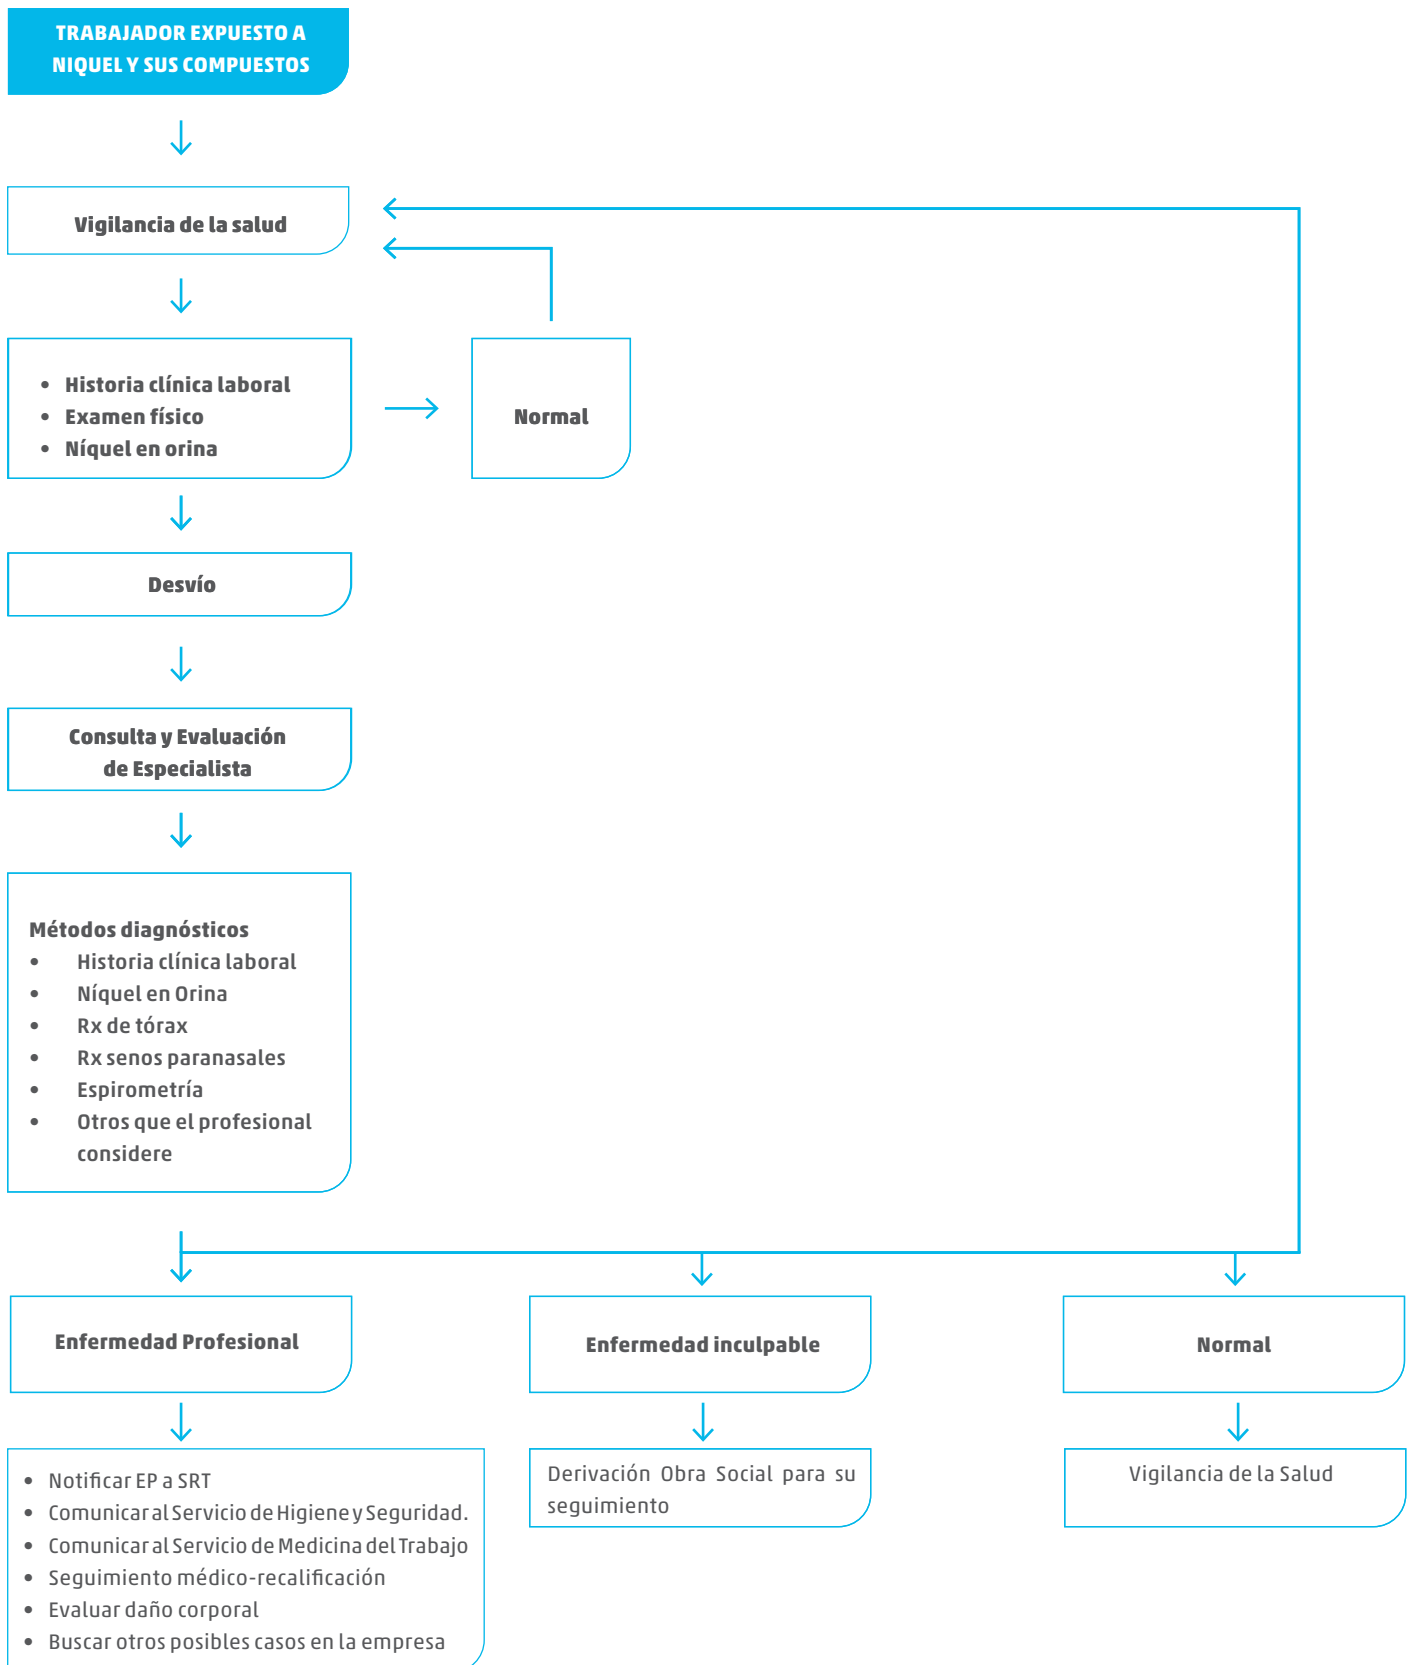 TRABAJADOR EXPUESTO A
NIQUEL Y SUS COMPUESTOS
Vigilancia de la salud
• Historia clínica laboral
• Examen físico
• Níquel en orina
Normal
Desvío
Consulta y Evaluación
de Especialista
Métodos diagnósticos
• Historia clínica laboral
• Níquel en Orina
• Rx de tórax
• Rx senos paranasales
• Espirometría
• Otros que el profesional
considere
Enfermedad Profesional
Enfermedad inculpable
Normal
• Notificar EP a SRT
• Comunicar al Servicio de Higiene y Seguridad.
• Comunicar al Servicio de Medicina del Trabajo
• Seguimiento médico-recalificación
• Evaluar daño corporal
• Buscar otros posibles casos en la empresa
Derivación Obra Social para su
seguimiento
Vigilancia de la Salud